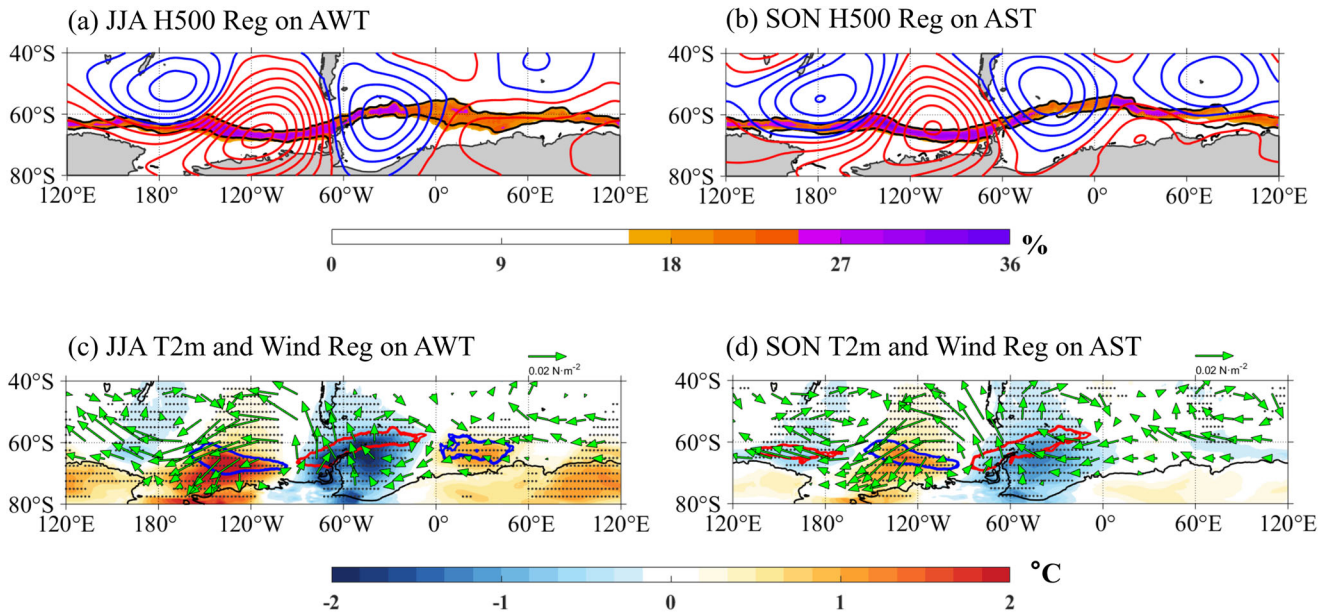 (a) JJA H500 Reg on AWT
(b) SON H500 Reg on AST
40°S
60°S
80°S
120°E 180° 120°W 60°W 0° 60°E 120°E
40°S
60°S
80°S
120°E 180° 120°W 60°W 0° 60°E 120°E
0 9 18 27 36 %
(c) JJA T2m and Wind Reg on AWT
0.02 N·m⁻²
(d) SON T2m and Wind Reg on AST
0.02 N·m⁻²
40°S
60°S
80°S
120°E 180° 120°W 60°W 0° 60°E 120°E
40°S
60°S
80°S
120°E 180° 120°W 60°W 0° 60°E 120°E
-2 -1 0 1 2 °C